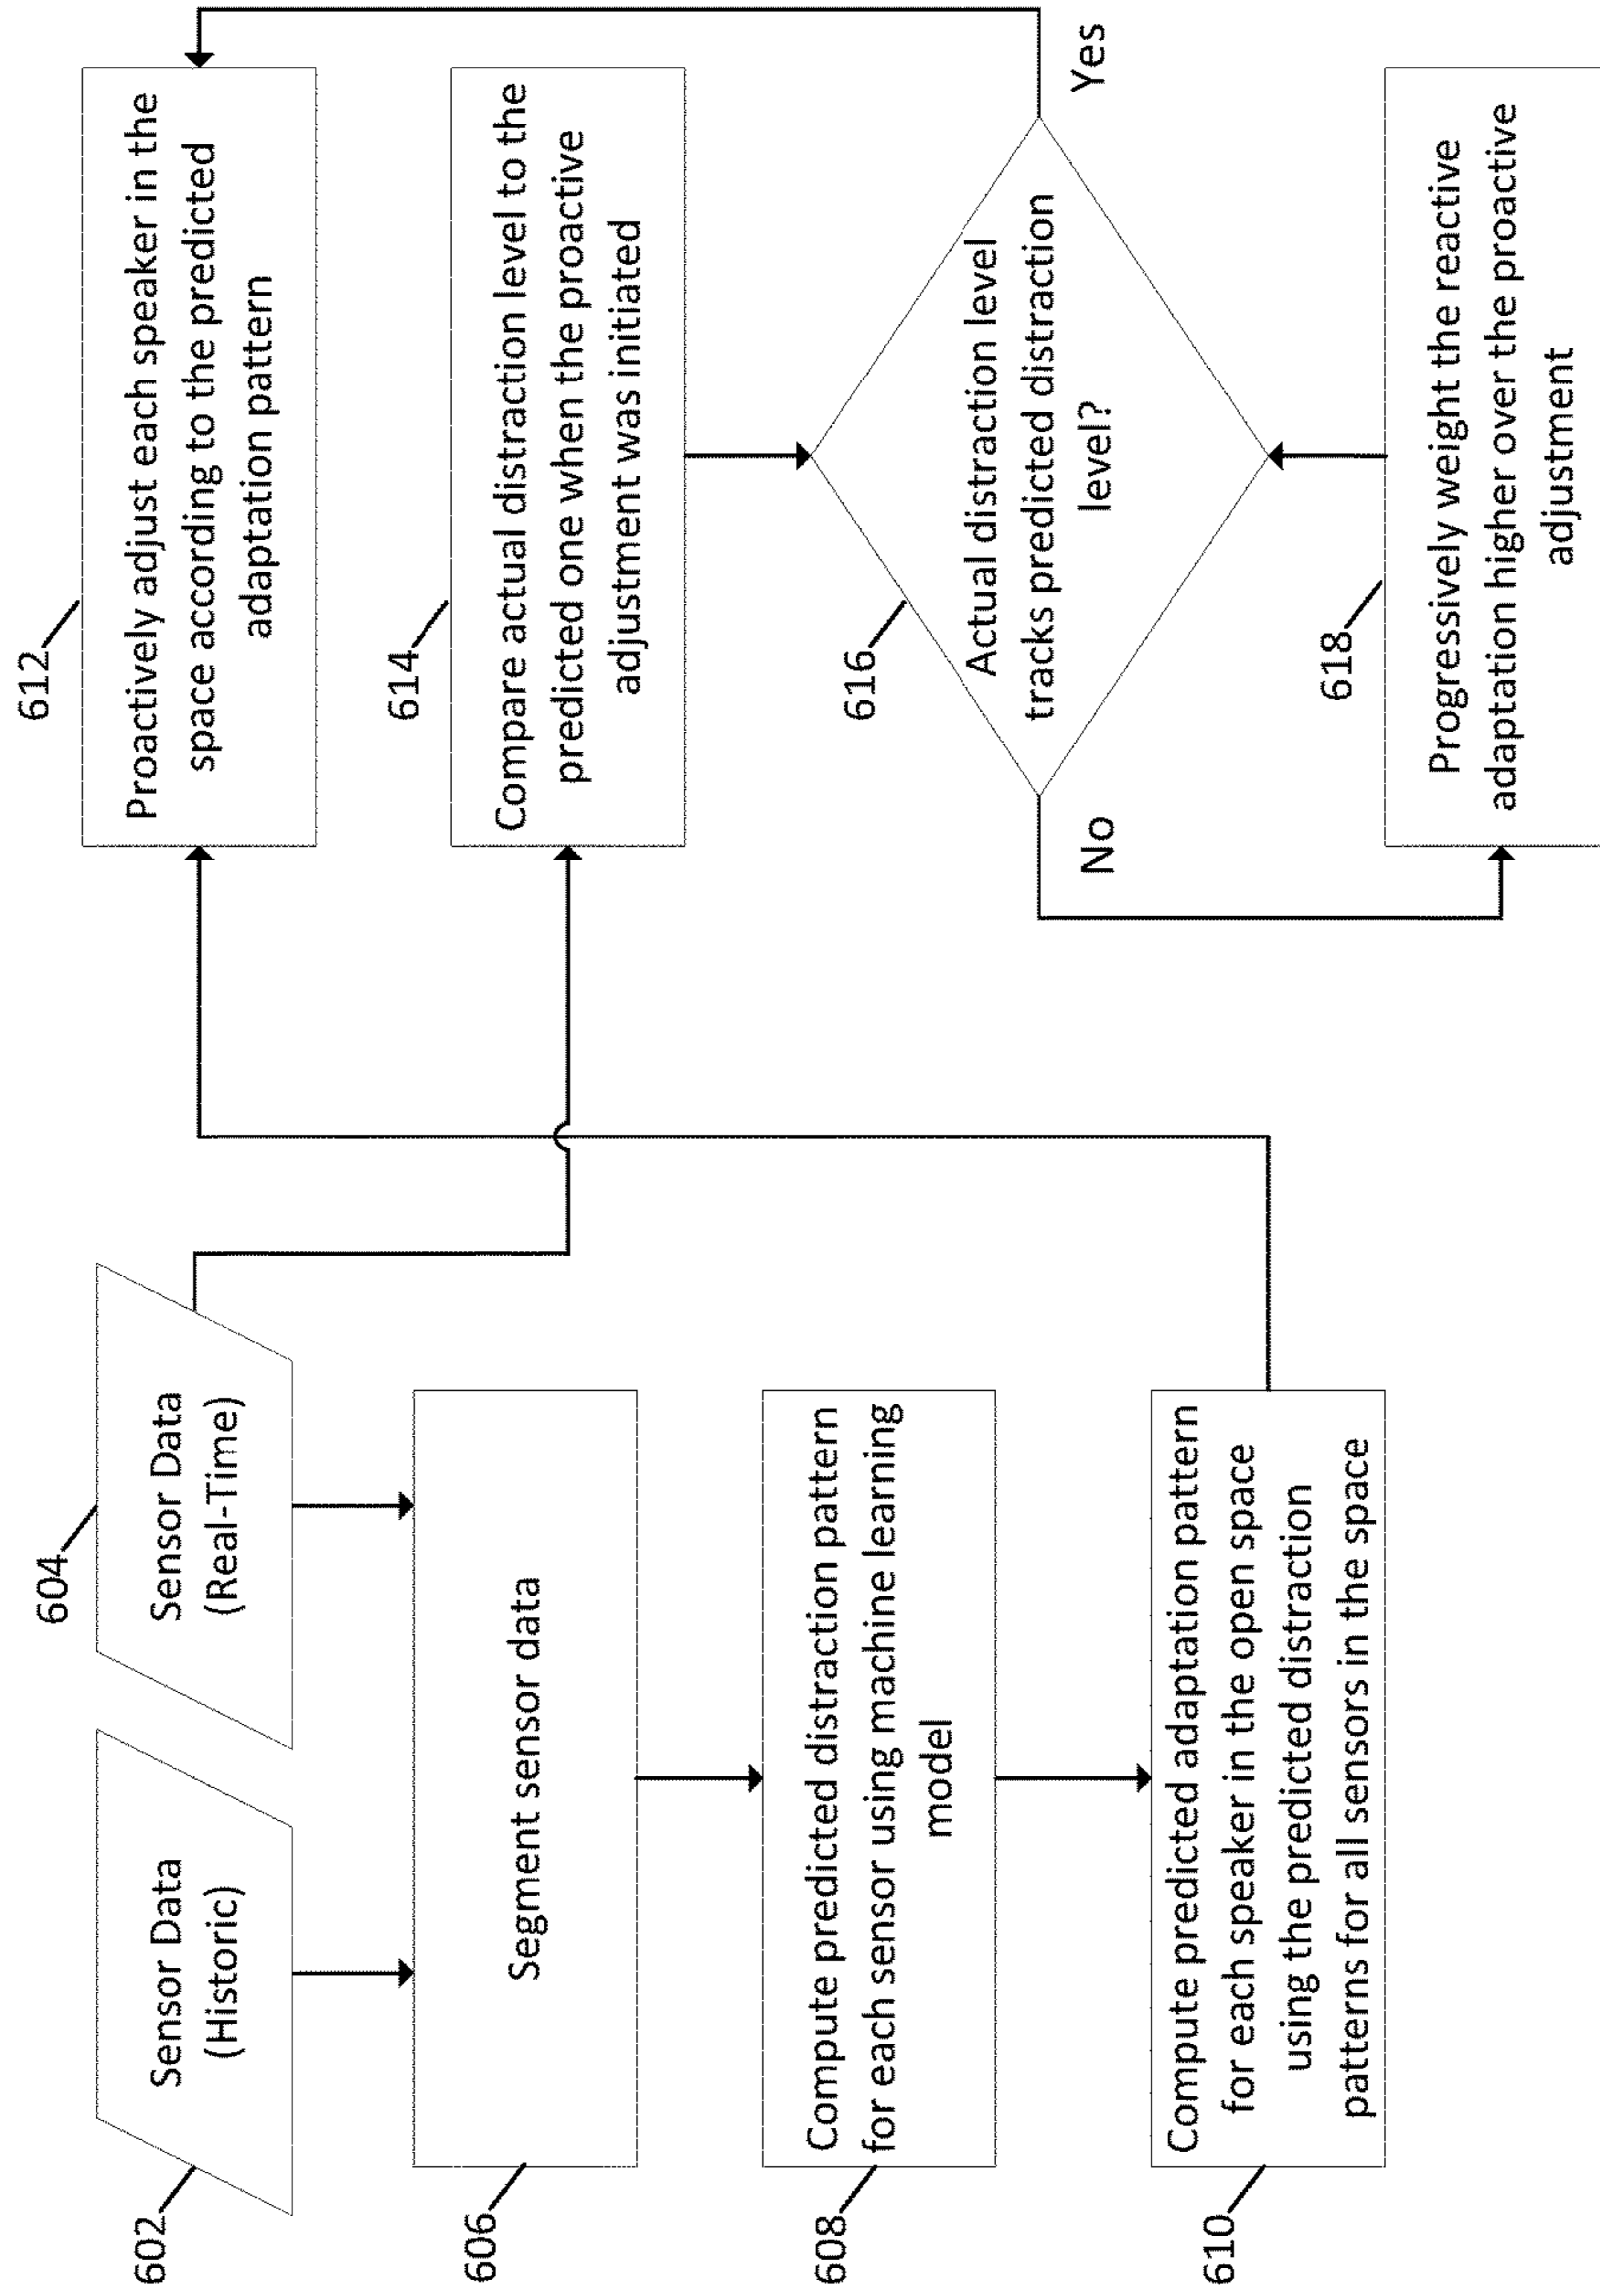 602
Sensor Data
(Historic)
604
Sensor Data
(Real-Time)
606
Segment sensor data
608
Compute predicted distraction pattern
for each sensor using machine learning
model
610
Compute predicted adaptation pattern
for each speaker in the open space
using the predicted distraction
patterns for all sensors in the space
612
Proactively adjust each speaker in the
space according to the predicted
adaptation pattern
614
Compare actual distraction level to the
predicted one when the proactive
adjustment was initiated
616
Actual distraction level
tracks predicted distraction
level?
No
Yes
618
Progressively weight the reactive
adaptation higher over the proactive
adjustment